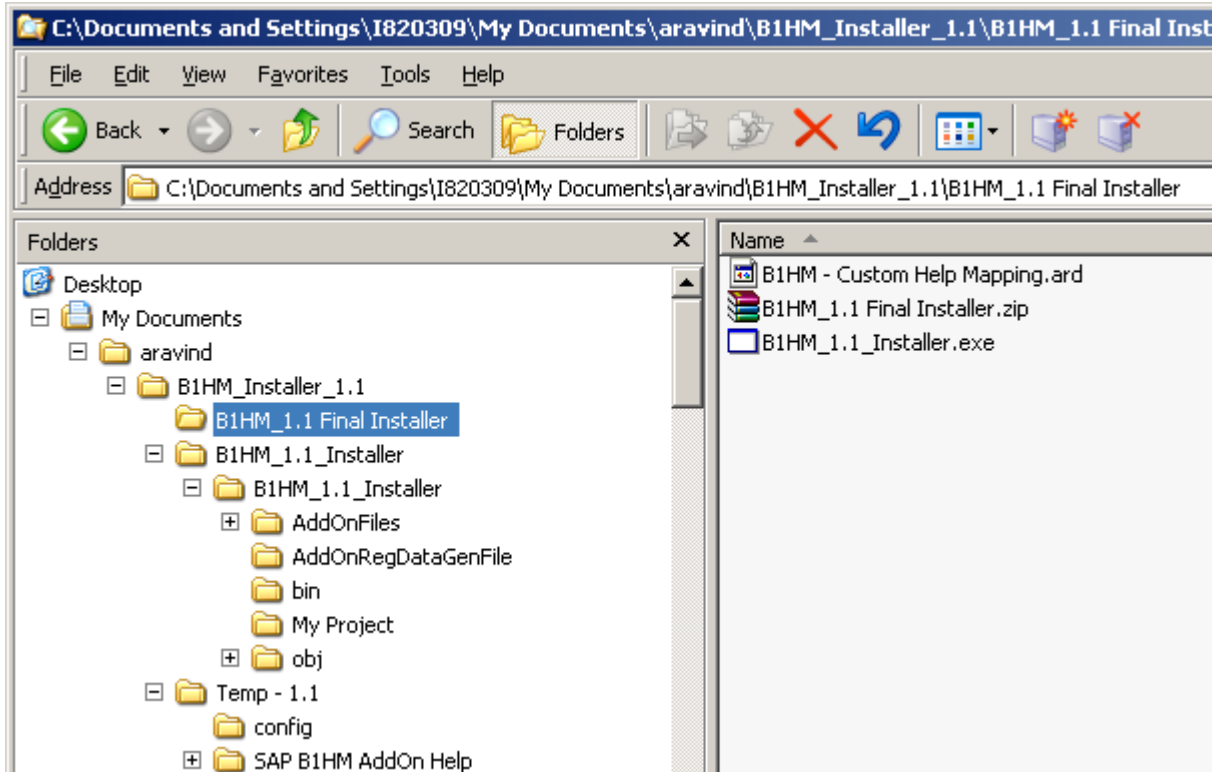 C:\Documents and Settings\I820309\My Documents\aravind\B1HM_Installer_1.1\B1HM_1.1 Final Inst
File Edit View Favorites Tools Help
Back Search Folders
Address C:\Documents and Settings\I820309\My Documents\aravind\B1HM_Installer_1.1\B1HM_1.1 Final Installer
Folders
Desktop
My Documents
aravind
B1HM_Installer_1.1
B1HM_1.1 Final Installer
B1HM_1.1_Installer
B1HM_1.1_Installer
AddOnFiles
AddOnRegDataGenFile
bin
My Project
obj
Temp - 1.1
config
SAP B1HM AddOn Help
Name
B1HM - Custom Help Mapping.ard
B1HM_1.1 Final Installer.zip
B1HM_1.1_Installer.exe